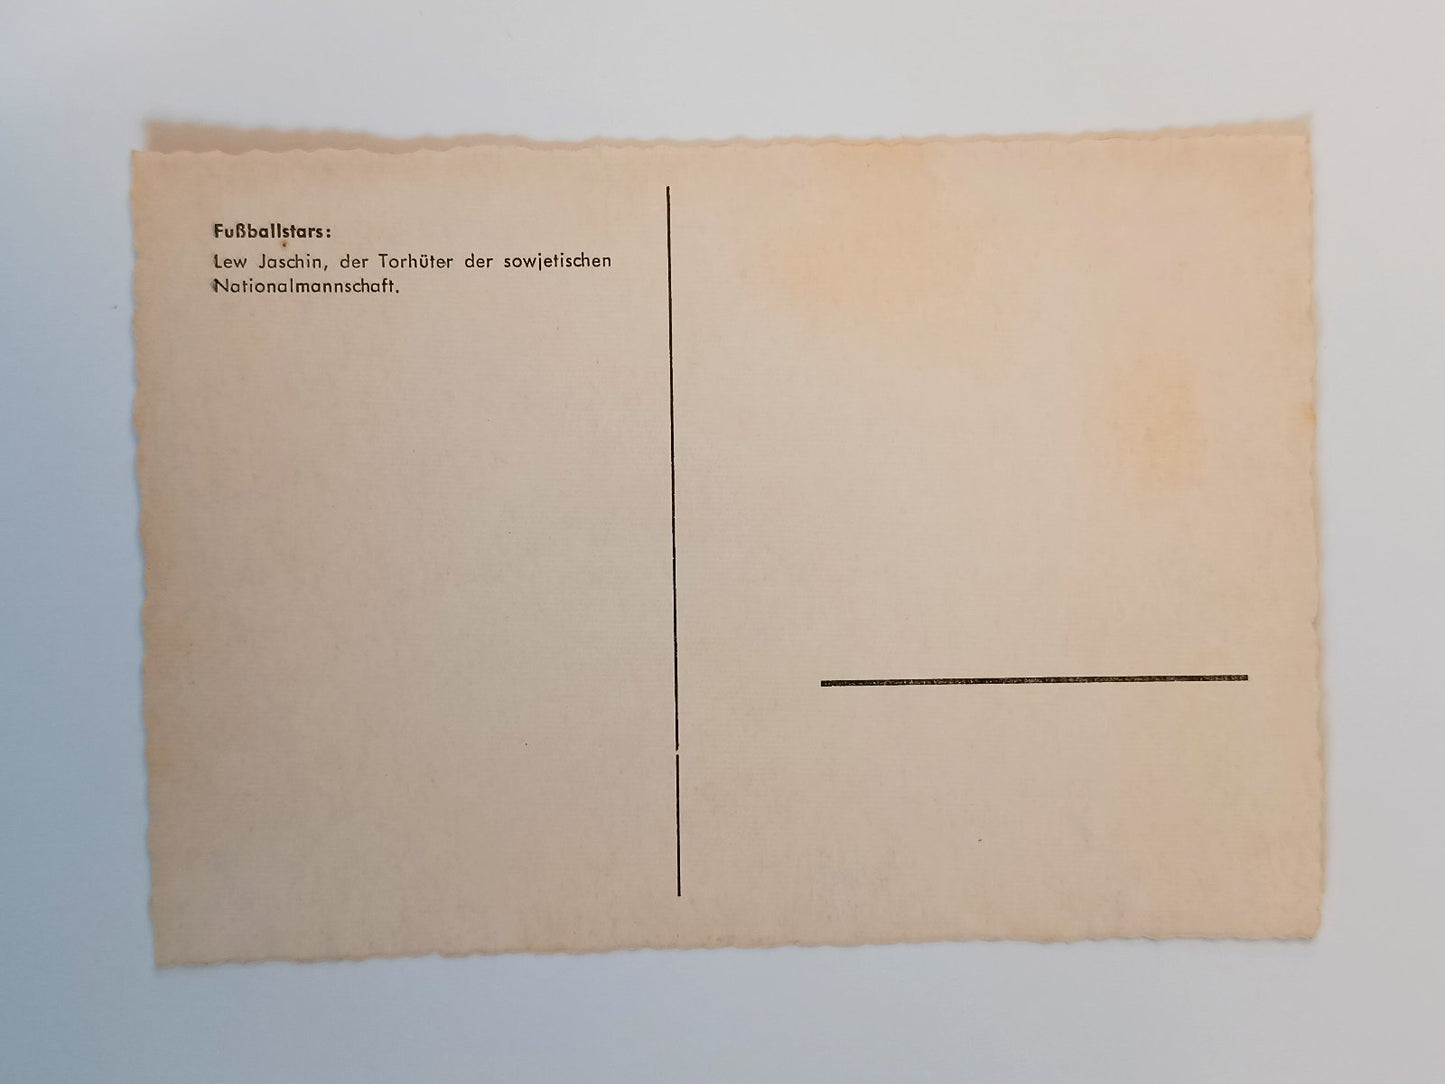 Fußballstars:
Lew Jaschin, der Torhüter der sowjetischen
Nationalmannschaft.